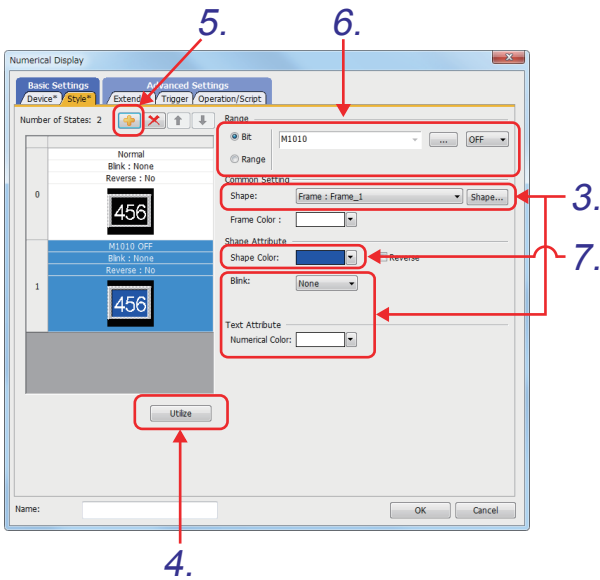 5.
6.
Numerical Display
x
Basic Settings
Advanced Settings
Device* Style* Extend Trigger Operation/Script
Number of States: 2
Range
Bit M1010 ... OFF
Range
Normal
Blink : None
Reverse : No
0
456
Common Setting
Shape: Frame : Frame_1 Shape...
3.
Frame Color :
M1010 OFF
Blink : None
Reverse : No
1
456
Shape Attribute
Shape Color: Reverse
7.
Blink: None
Text Attribute
Numerical Color:
Utilize
Name: OK Cancel
4.